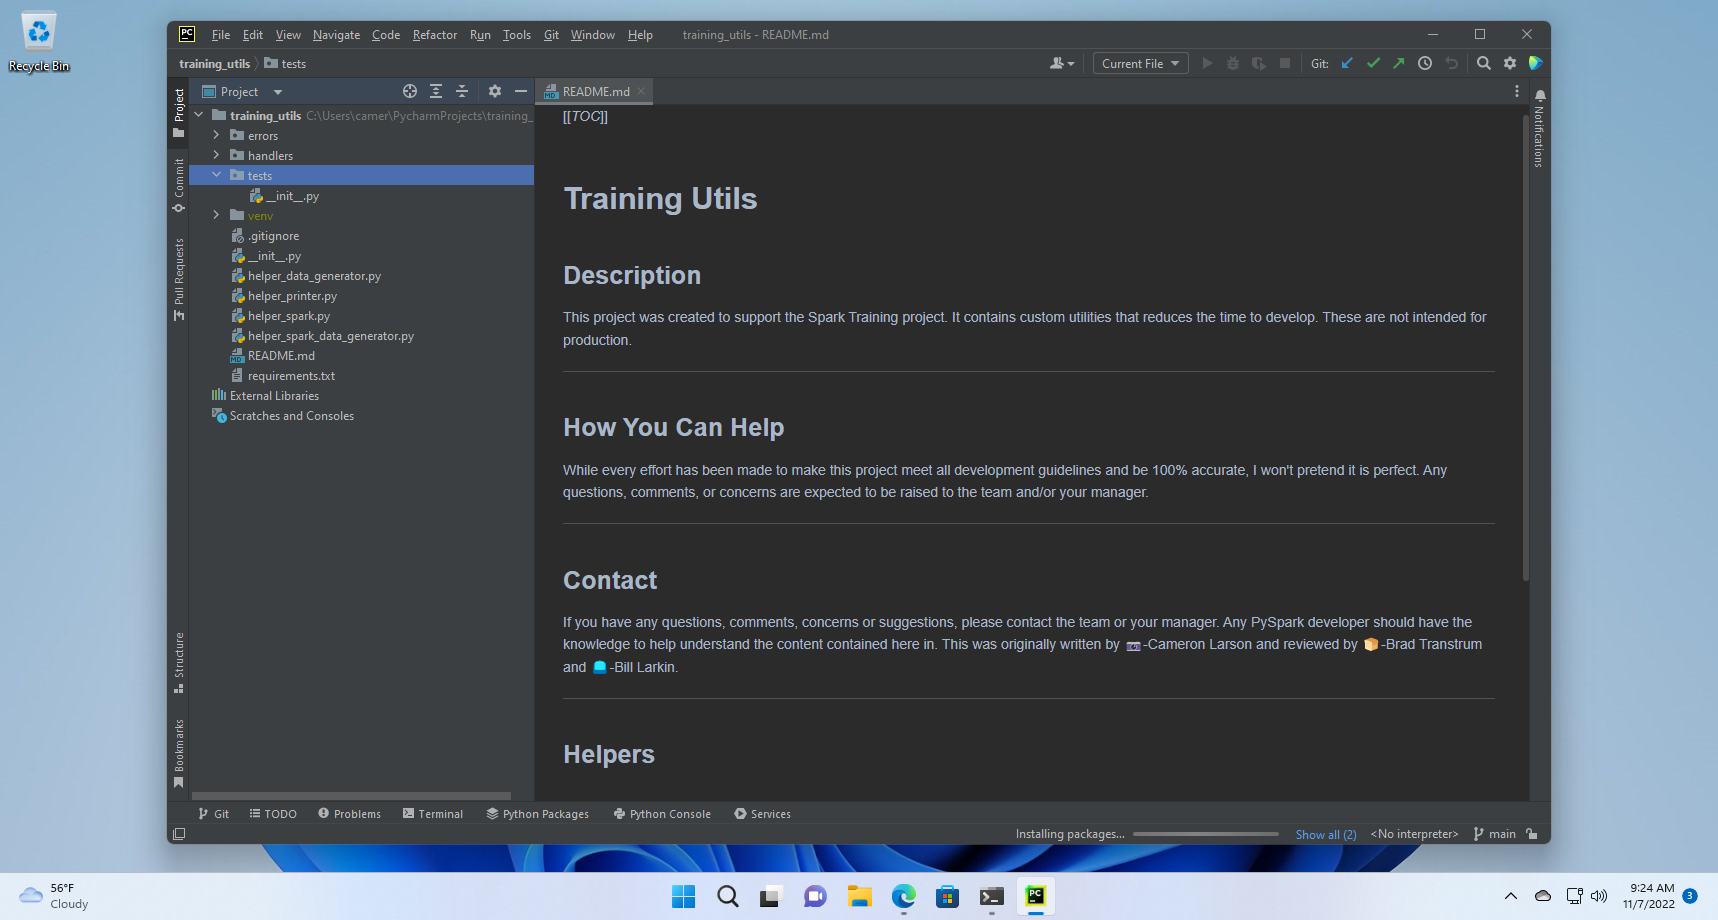 Recycle Bin
PC
File Edit View Navigate Code Refactor Run Tools Git Window Help training_utils - README.md
training_utils tests
Current File
Git:
Project
README.md
Project
Commit
Pull Requests
Structure
Bookmarks
Notifications
training_utils C:\Users\camer\PycharmProjects\training_
errors
handlers
tests
__init__.py
venv
.gitignore
__init__.py
helper_data_generator.py
helper_printer.py
helper_spark.py
helper_spark_data_generator.py
README.md
requirements.txt
External Libraries
Scratches and Consoles
[[TOC]]
Training Utils
Description
This project was created to support the Spark Training project. It contains custom utilities that reduces the time to develop. These are not intended for
production.
How You Can Help
While every effort has been made to make this project meet all development guidelines and be 100% accurate, I won't pretend it is perfect. Any
questions, comments, or concerns are expected to be raised to the team and/or your manager.
Contact
If you have any questions, comments, concerns or suggestions, please contact the team or your manager. Any PySpark developer should have the
knowledge to help understand the content contained here in. This was originally written by -Cameron Larson and reviewed by -Brad Transtrum
and -Bill Larkin.
Helpers
Git TODO Problems Terminal Python Packages Python Console Services
Installing packages... Show all (2) <No interpreter> main
56°F
Cloudy
PC
9:24 AM
11/7/2022
3